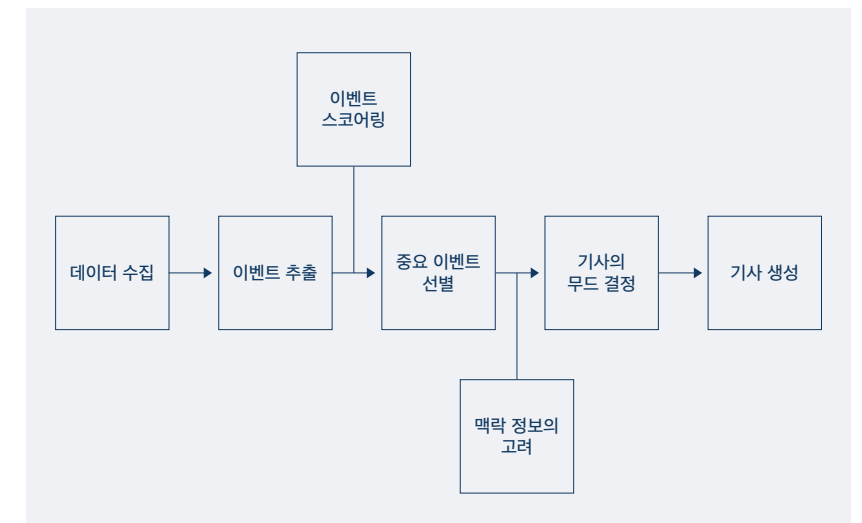 이벤트
스코어링
데이터 수집
이벤트 추출
중요 이벤트
선별
기사의
무드 결정
기사 생성
맥락 정보의
고려